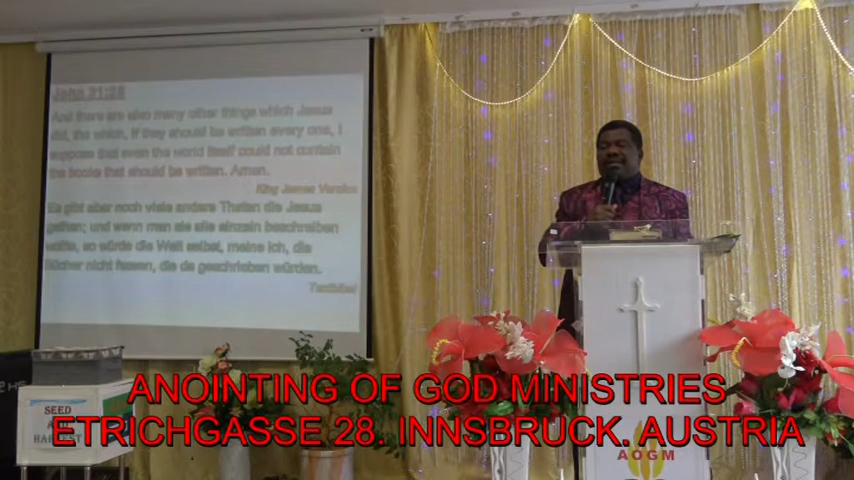 John 21:25
And there are also many other things which Jesus
did, the which, if they should be written every one, I
suppose that even the world itself could not contain
the books that should be written. Amen.
King James Version
Es gibt aber noch viele andere Thaten die Jesus
gethan; und wenn man sie alle einzeln beschreiben
wollte, so würde die Welt selbst, meine ich, die
Bücher nicht fassen, die da geschrieben würden.
Textbibel
SEED
HARVEST
ANOINTING OF GOD MINISTRIES
ETRICHGASSE 28. INNSBRUCK. AUSTRIA
AOGM